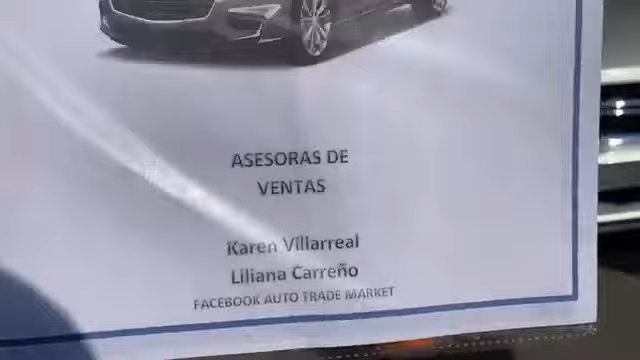 ASESORAS DE
VENTAS
Karen Villarreal
Liliana Carreño
FACEBOOK AUTO TRADE MARKET